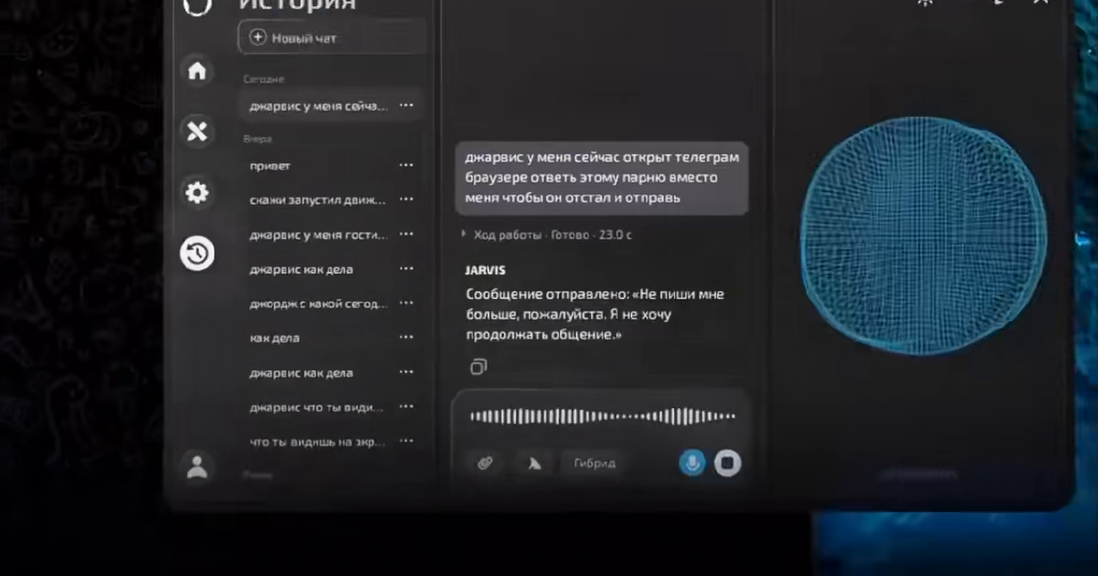 История
Новый чат
Сегодня
джарвис у меня сейча...
Вчера
привет
скажи запустил движ...
джарвис у меня гости...
джарвис как дела
джордж с какой сегод...
как дела
джарвис как дела
джарвис что ты види...
что ты видишь на экр...
джарвис у меня сейчас открыт телеграм
браузере ответь этому парню вместо
меня чтобы он отстал и отправь
Ход работы · Готово · 23.0 с
JARVIS
Сообщение отправлено: «Не пиши мне
больше, пожалуйста. Я не хочу
продолжать общение.»
Гибрид